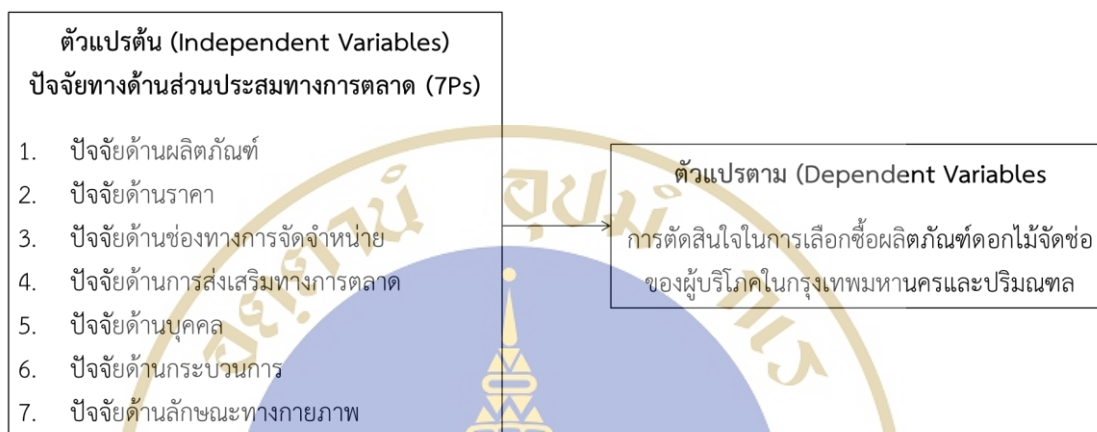 ตัวแปรต้น (Independent Variables)
ปัจจัยทางด้านส่วนประสมทางการตลาด (7Ps)
1. ปัจจัยด้านผลิตภัณฑ์
2. ปัจจัยด้านราคา
3. ปัจจัยด้านช่องทางการจัดจำหน่าย
4. ปัจจัยด้านการส่งเสริมทางการตลาด
5. ปัจจัยด้านบุคคล
6. ปัจจัยด้านกระบวนการ
7. ปัจจัยด้านลักษณะทางกายภาพ
ตัวแปรตาม (Dependent Variables
การตัดสินใจในการเลือกซื้อผลิตภัณฑ์ดอกไม้จัดช่อ
ของผู้บริโภคในกรุงเทพมหานครและปริมณฑล
อตฺตานํ อุปมํ กเร